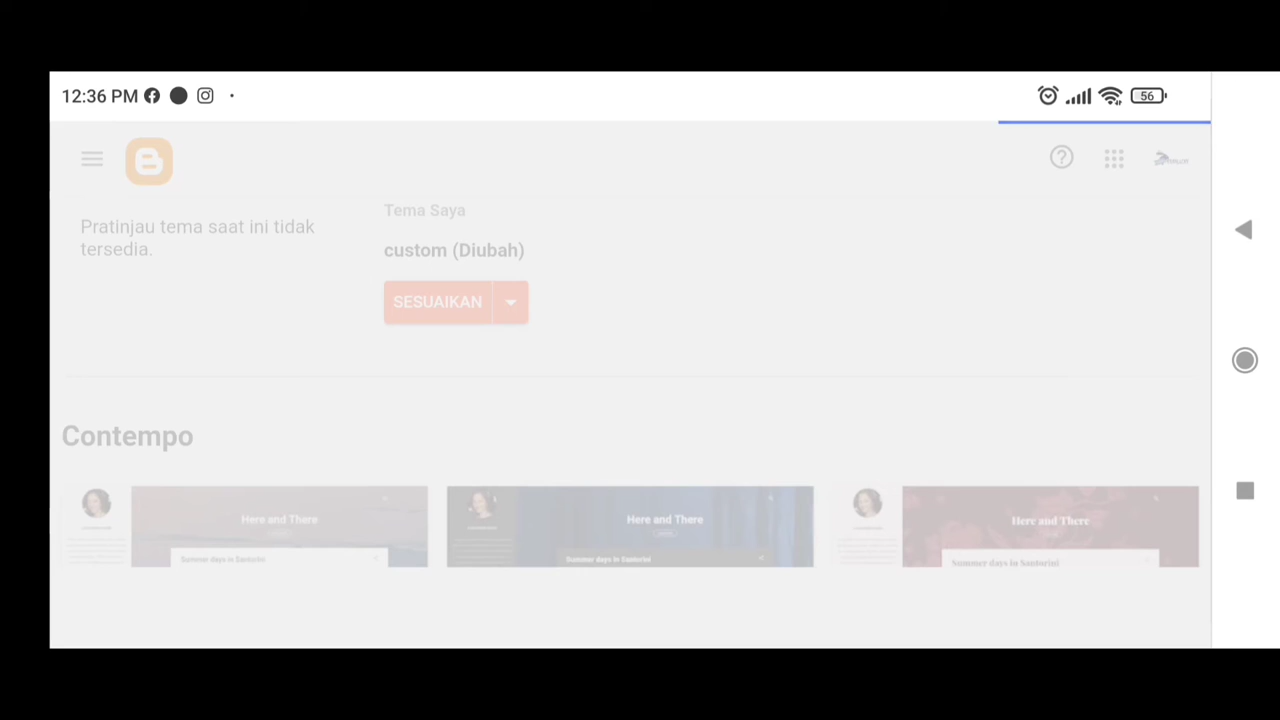 12:36 PM
56
Pratinjau tema saat ini tidak
tersedia.
Tema Saya
custom (Diubah)
SESUAIKAN
Contempo
Here and There
Summer days in Santorini
Here and There
Summer days in Santorini
Here and There
Summer days in Santorini